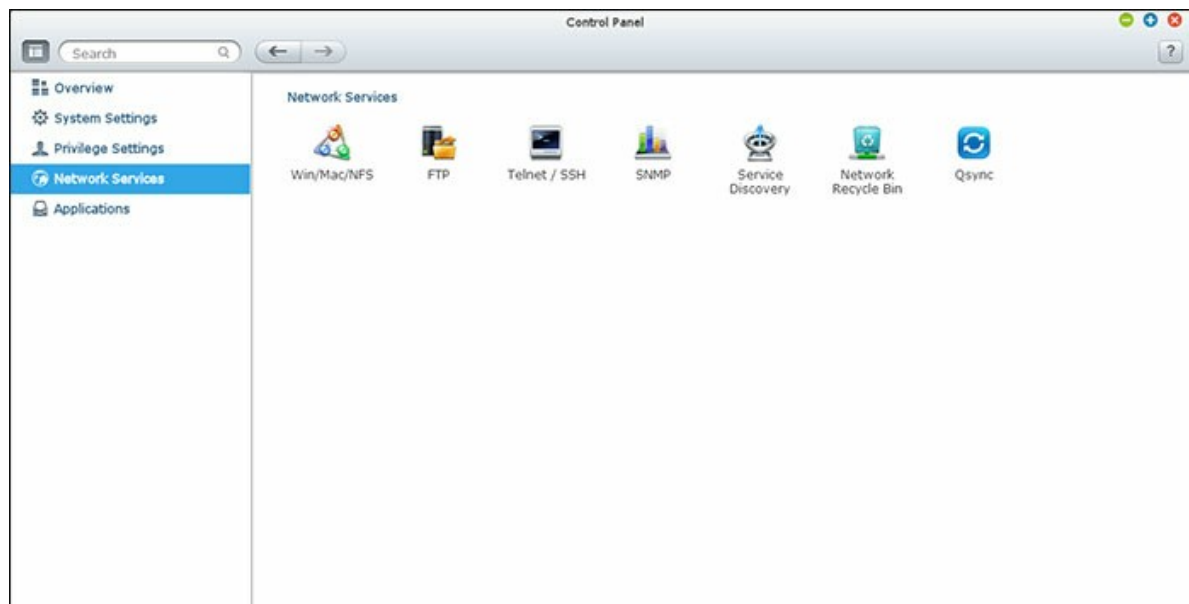 Control Panel
Search
?
Overview
System Settings
Privilege Settings
Network Services
Applications
Network Services
Win/Mac/NFS
FTP
Telnet / SSH
SNMP
Service
Discovery
Network
Recycle Bin
Qsync